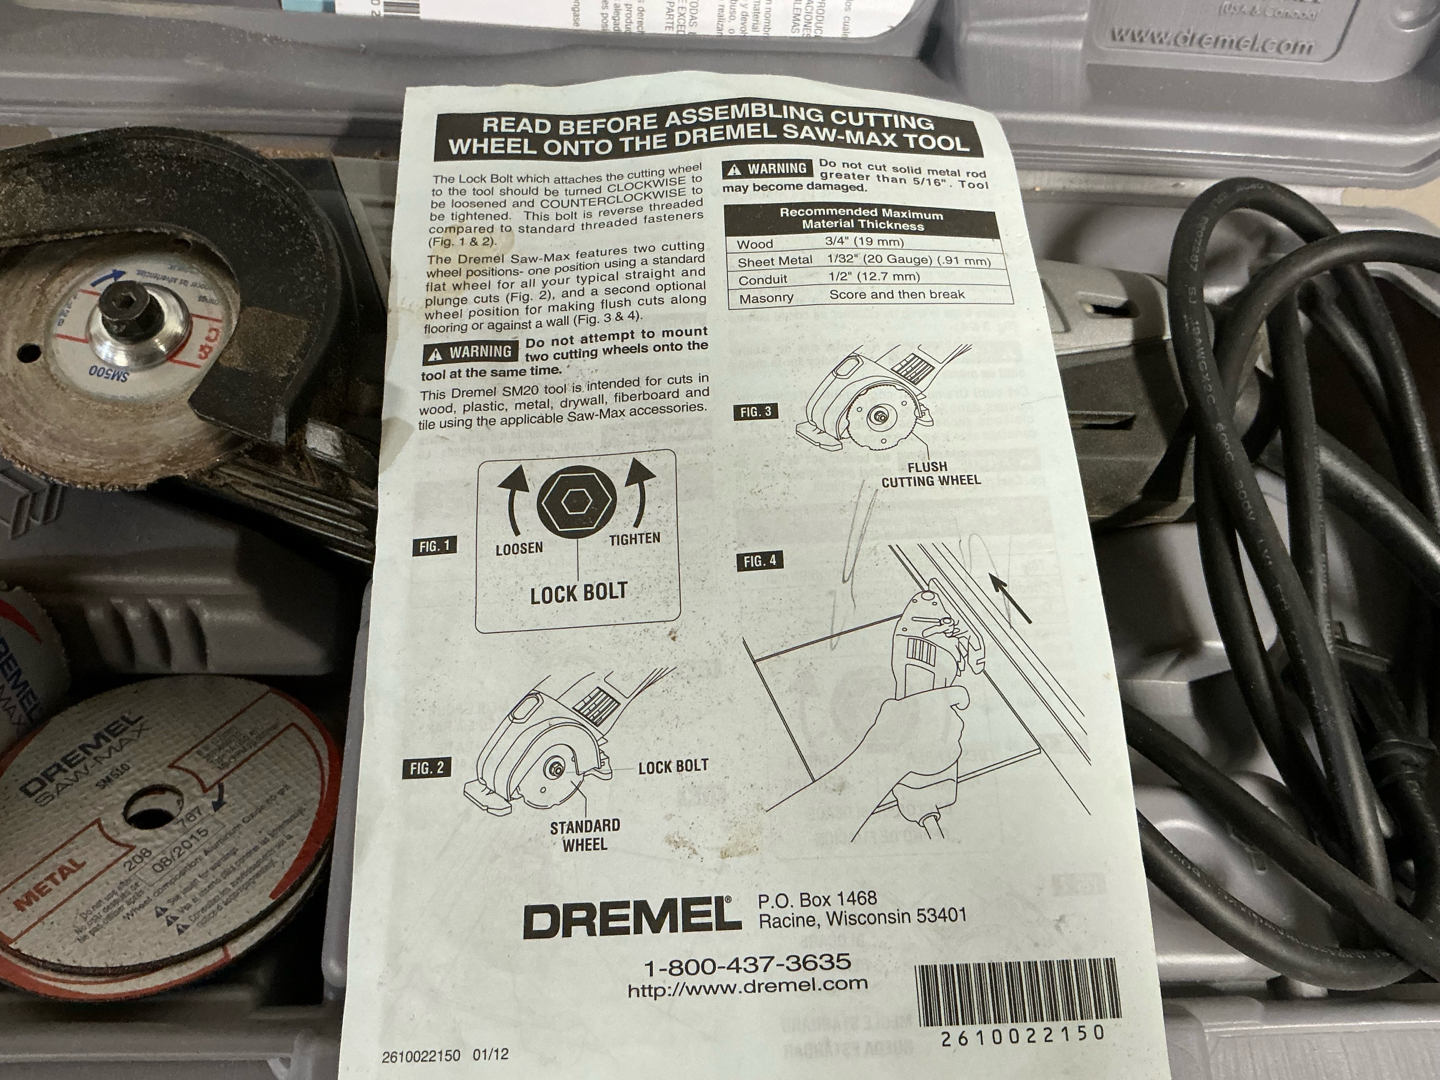 www.dremel.com
READ BEFORE ASSEMBLING CUTTING
WHEEL ONTO THE DREMEL SAW-MAX TOOL
The Lock Bolt which attaches the cutting wheel
to the tool should be turned CLOCKWISE to
be loosened and COUNTERCLOCKWISE to
be tightened. This bolt is reverse threaded
compared to standard threaded fasteners
(Fig. 1 & 2).
The Dremel Saw-Max features two cutting
wheel positions- one position using a standard
flat wheel for all your typical straight and
plunge cuts (Fig. 2), and a second optional
wheel position for making flush cuts along
flooring or against a wall (Fig. 3 & 4).
WARNING Do not attempt to mount
two cutting wheels onto the
tool at the same time.
This Dremel SM20 tool is intended for cuts in
wood, plastic, metal, drywall, fiberboard and
tile using the applicable Saw-Max accessories.
FIG. 1
LOOSEN
TIGHTEN
LOCK BOLT
FIG. 2
LOCK BOLT
STANDARD
WHEEL
WARNING Do not cut solid metal rod
greater than 5/16". Tool
may become damaged.
Recommended Maximum
Material Thickness
Wood 3/4" (19 mm)
Sheet Metal 1/32" (20 Gauge) (.91 mm)
Conduit 1/2" (12.7 mm)
Masonry Score and then break
FIG. 3
FLUSH
CUTTING WHEEL
FIG. 4
DREMEL®
P.O. Box 1468
Racine, Wisconsin 53401
1-800-437-3635
http://www.dremel.com
2610022150
2610022150 01/12
SM500
DREMEL
SAW-MAX
SM510
METAL
208
767
08/2015